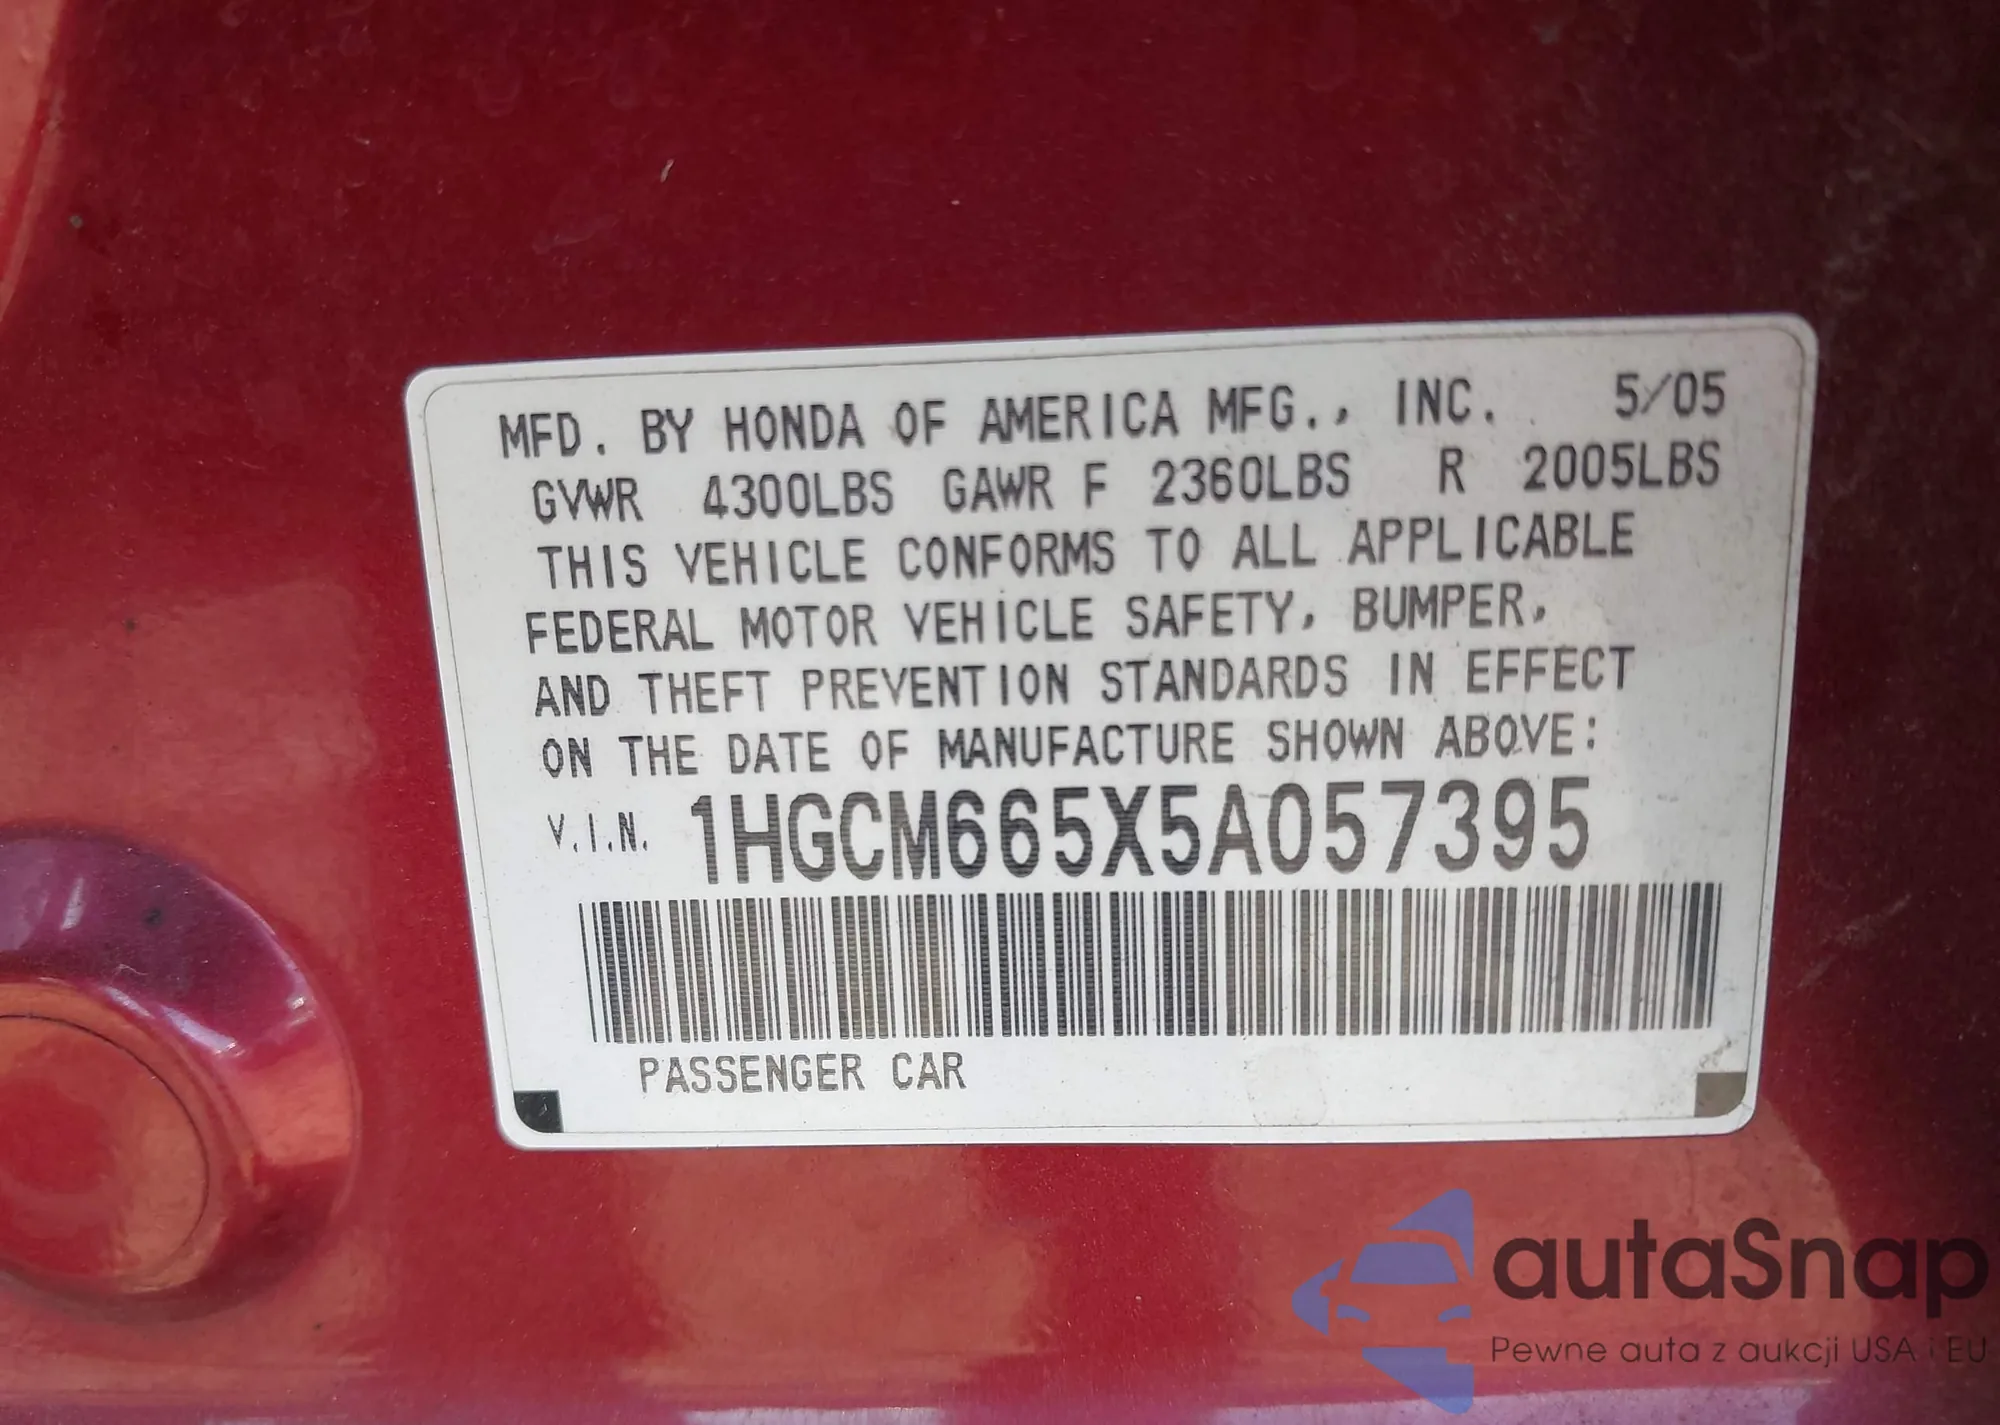 MFD. BY HONDA OF AMERICA MFG., INC. 5/05
GVWR 4300LBS GAWR F 2360LBS R 2005LBS
THIS VEHICLE CONFORMS TO ALL APPLICABLE
FEDERAL MOTOR VEHICLE SAFETY, BUMPER,
AND THEFT PREVENTION STANDARDS IN EFFECT
ON THE DATE OF MANUFACTURE SHOWN ABOVE:
V.I.N. 1HGCM665X5A057395
PASSENGER CAR
autaSnap
Pewne auta z aukcji USA i EU